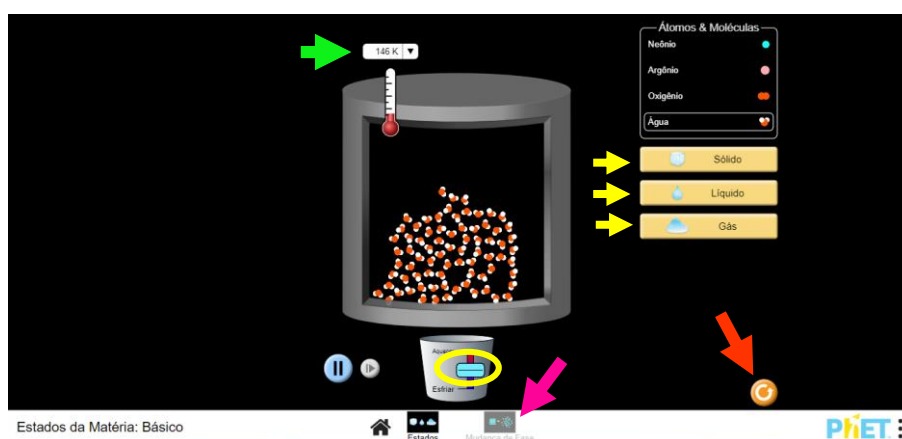 Átomos & Moléculas
Neônio
Argônio
Oxigênio
Água
146 K
Sólido
Líquido
Gás
Aquecer
Esfriar
Estados da Matéria: Básico
Estados
Mudança de Fase
PhET